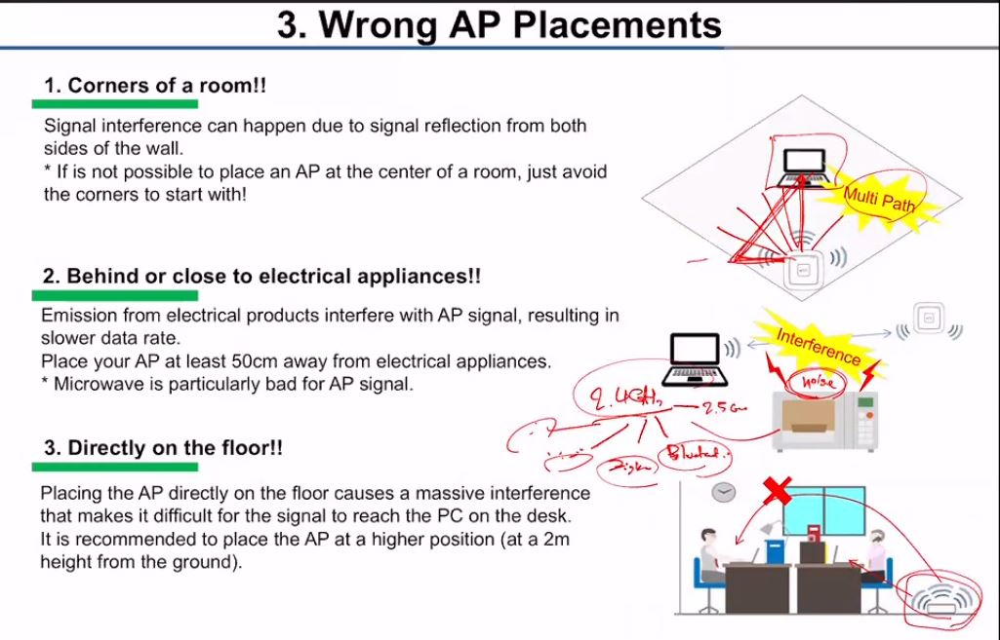 3. Wrong AP Placements
1. Corners of a room!!
Signal interference can happen due to signal reflection from both
sides of the wall.
* If is not possible to place an AP at the center of a room, just avoid
the corners to start with!
Multi Path
2. Behind or close to electrical appliances!!
Emission from electrical products interfere with AP signal, resulting in
slower data rate.
Place your AP at least 50cm away from electrical appliances.
* Microwave is particularly bad for AP signal.
Interference
noise
2.4GHz
2.5G
3. Directly on the floor!!
Placing the AP directly on the floor causes a massive interference
that makes it difficult for the signal to reach the PC on the desk.
It is recommended to place the AP at a higher position (at a 2m
height from the ground).